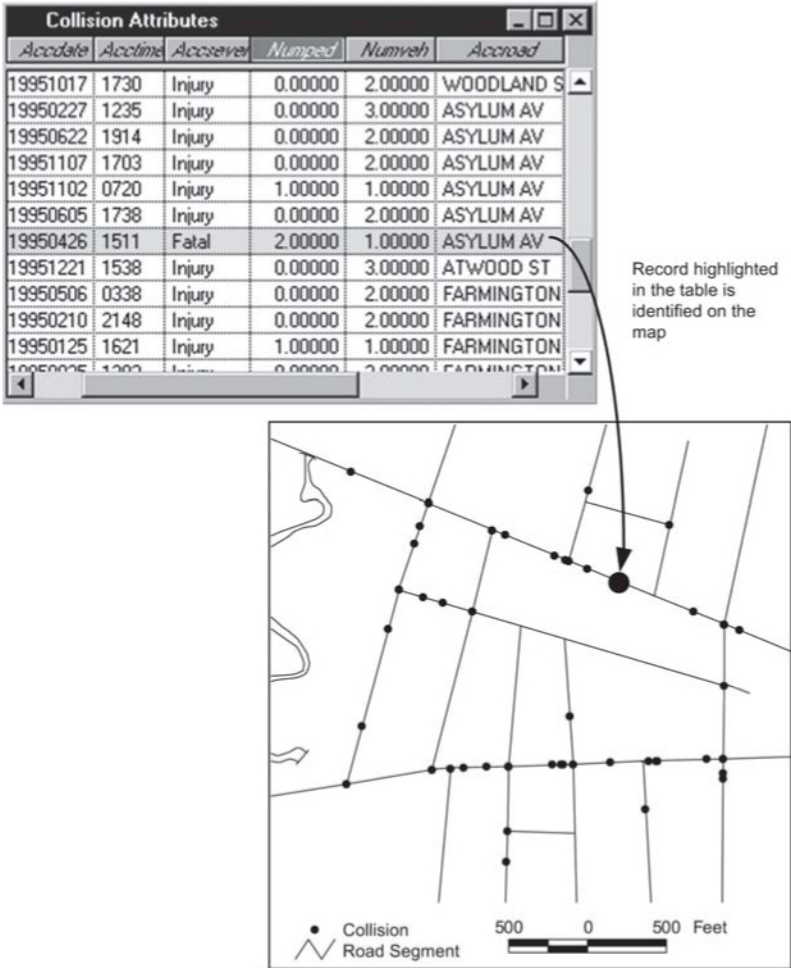 Collision Attributes
Accdate Acctime Accsever Numped Numveh Accroad
19951017 1730 Injury 0.00000 2.00000 WOODLAND S
19950227 1235 Injury 0.00000 3.00000 ASYLUM AV
19950622 1914 Injury 0.00000 2.00000 ASYLUM AV
19951107 1703 Injury 0.00000 2.00000 ASYLUM AV
19951102 0720 Injury 1.00000 1.00000 ASYLUM AV
19950605 1738 Injury 0.00000 2.00000 ASYLUM AV
19950426 1511 Fatal 2.00000 1.00000 ASYLUM AV
19951221 1538 Injury 0.00000 3.00000 ATWOOD ST
19950506 0338 Injury 0.00000 2.00000 FARMINGTON
19950210 2148 Injury 0.00000 2.00000 FARMINGTON
19950125 1621 Injury 1.00000 1.00000 FARMINGTON
0.00000 2.00000 FARMINGTON
Record highlighted
in the table is
identified on the
map
Collision
Road Segment
500 0 500 Feet